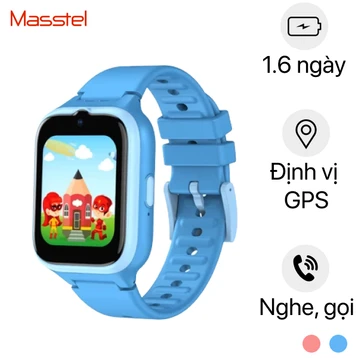 Masstel
1.6 ngày
Định vị
GPS
Nghe, gọi